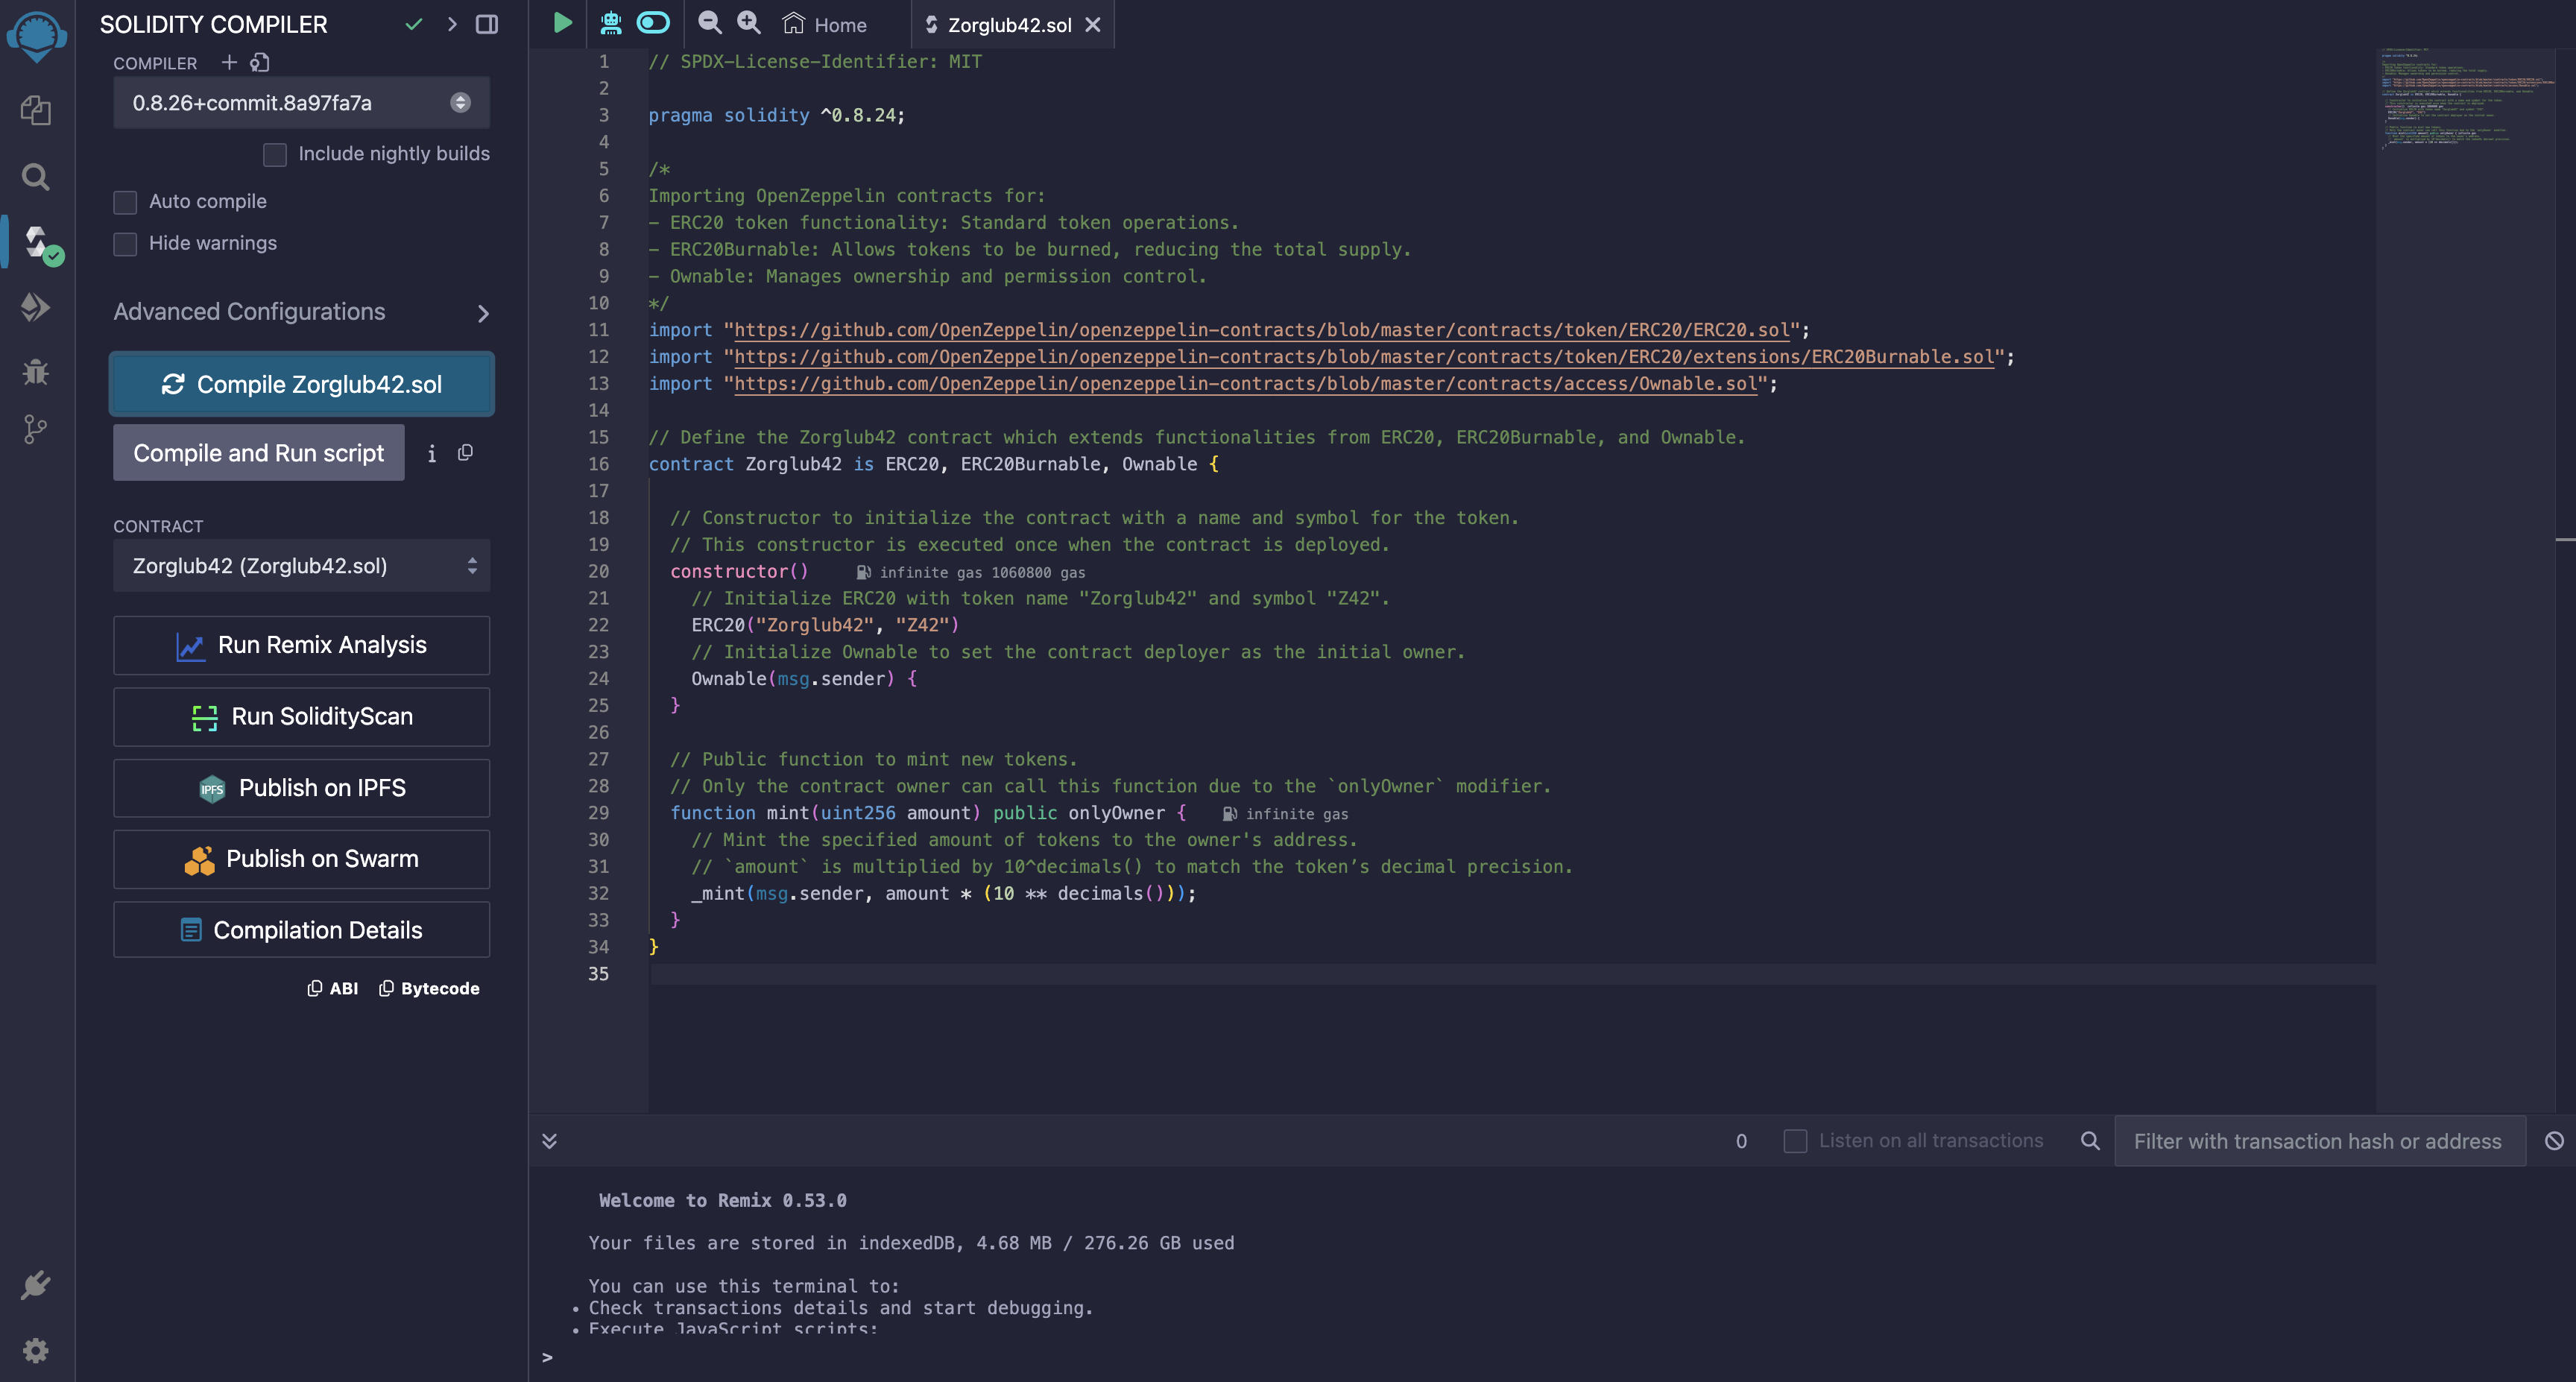 SOLIDITY COMPILER
COMPILER
0.8.26+commit.8a97fa7a
Include nightly builds
Auto compile
Hide warnings
Advanced Configurations
Compile Zorglub42.sol
Compile and Run script
i
CONTRACT
Zorglub42 (Zorglub42.sol)
Run Remix Analysis
Run SolidityScan
IPFS Publish on IPFS
Publish on Swarm
Compilation Details
ABI Bytecode
Home
Zorglub42.sol
1 // SPDX-License-Identifier: MIT
2
3 pragma solidity ^0.8.24;
4
5 /*
6 Importing OpenZeppelin contracts for:
7 - ERC20 token functionality: Standard token operations.
8 - ERC20Burnable: Allows tokens to be burned, reducing the total supply.
9 - Ownable: Manages ownership and permission control.
10 */
11 import "https://github.com/OpenZeppelin/openzeppelin-contracts/blob/master/contracts/token/ERC20/ERC20.sol";
12 import "https://github.com/OpenZeppelin/openzeppelin-contracts/blob/master/contracts/token/ERC20/extensions/ERC20Burnable.sol";
13 import "https://github.com/OpenZeppelin/openzeppelin-contracts/blob/master/contracts/access/Ownable.sol";
14
15 // Define the Zorglub42 contract which extends functionalities from ERC20, ERC20Burnable, and Ownable.
16 contract Zorglub42 is ERC20, ERC20Burnable, Ownable {
17
18 // Constructor to initialize the contract with a name and symbol for the token.
19 // This constructor is executed once when the contract is deployed.
20 constructor() infinite gas 1060800 gas
21 // Initialize ERC20 with token name "Zorglub42" and symbol "Z42".
22 ERC20("Zorglub42", "Z42")
23 // Initialize Ownable to set the contract deployer as the initial owner.
24 Ownable(msg.sender) {
25 }
26
27 // Public function to mint new tokens.
28 // Only the contract owner can call this function due to the `onlyOwner` modifier.
29 function mint(uint256 amount) public onlyOwner { infinite gas
30 // Mint the specified amount of tokens to the owner's address.
31 // `amount` is multiplied by 10^decimals() to match the token’s decimal precision.
32 _mint(msg.sender, amount * (10 ** decimals()));
33 }
34 }
35
0 Listen on all transactions Filter with transaction hash or address
Welcome to Remix 0.53.0
Your files are stored in indexedDB, 4.68 MB / 276.26 GB used
You can use this terminal to:
• Check transactions details and start debugging.
• Execute JavaScript scripts:
>